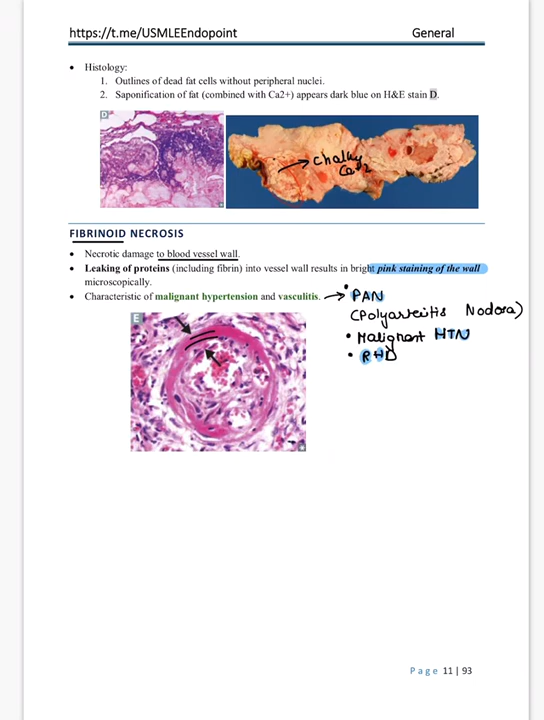 https://t.me/USMLEEndopoint General
• Histology:
1. Outlines of dead fat cells without peripheral nuclei.
2. Saponification of fat (combined with Ca2+) appears dark blue on H&E stain D.
D
→ chalky
Ca+2
FIBRINOID NECROSIS
• Necrotic damage to blood vessel wall.
• Leaking of proteins (including fibrin) into vessel wall results in bright pink staining of the wall
microscopically.
• Characteristic of malignant hypertension and vasculitis. → • PAN
(Polyarteitis Nodosa)
• Malignant HTN
• RHD
E
Page 11 | 93